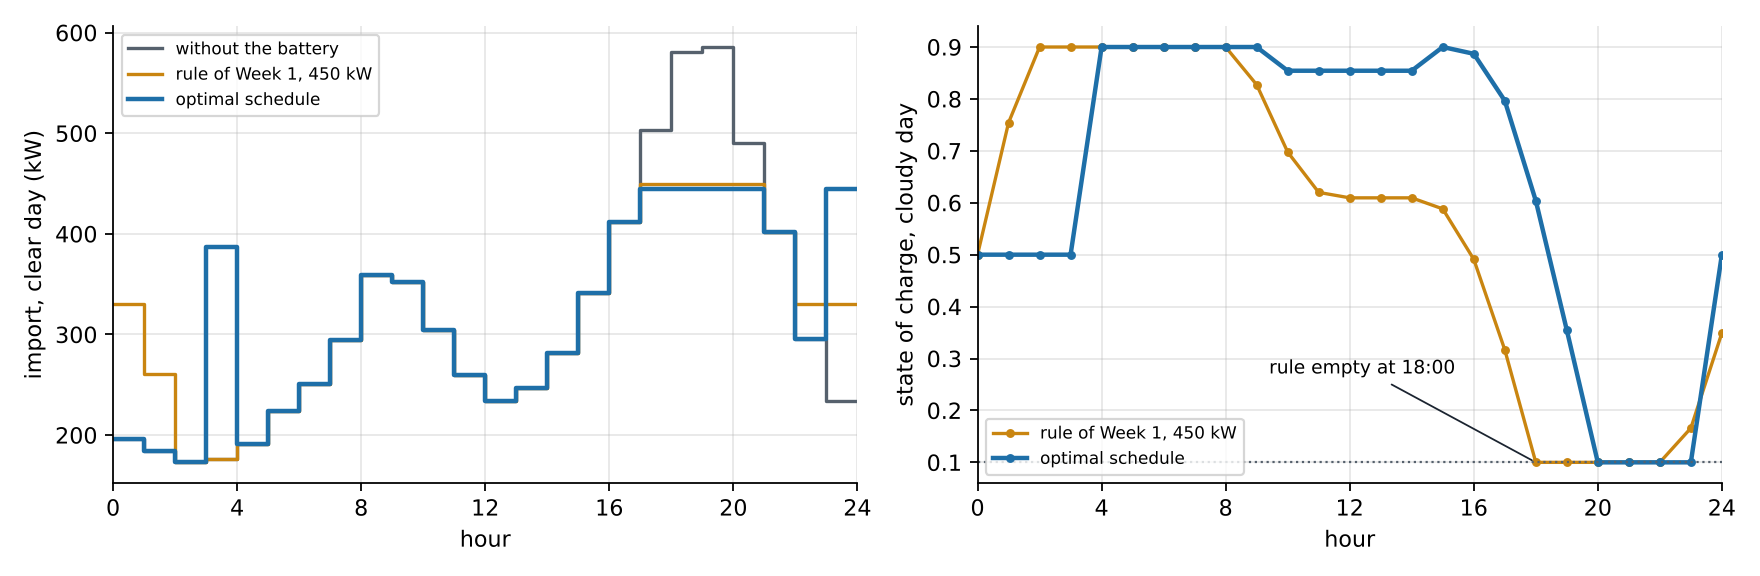 import, clear day (kW)
600
500
400
300
200
without the battery
rule of Week 1, 450 kW
optimal schedule
0 4 8 12 16 20 24
hour
state of charge, cloudy day
0.9
0.8
0.7
0.6
0.5
0.4
0.3
0.2
0.1
rule empty at 18:00
rule of Week 1, 450 kW
optimal schedule
0 4 8 12 16 20 24
hour